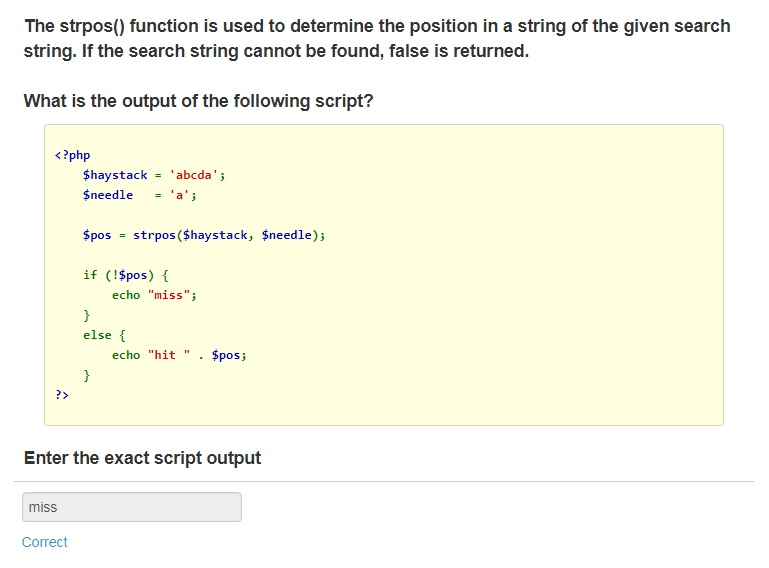 The strpos() function is used to determine the position in a string of the given search
string. If the search string cannot be found, false is returned.
What is the output of the following script?
<?php
    $haystack = 'abcda';
    $needle   = 'a';
    $pos = strpos($haystack, $needle);
    if (!$pos) {
        echo "miss";
    }
    else {
        echo "hit " . $pos;
    }
?>
Enter the exact script output
miss
Correct